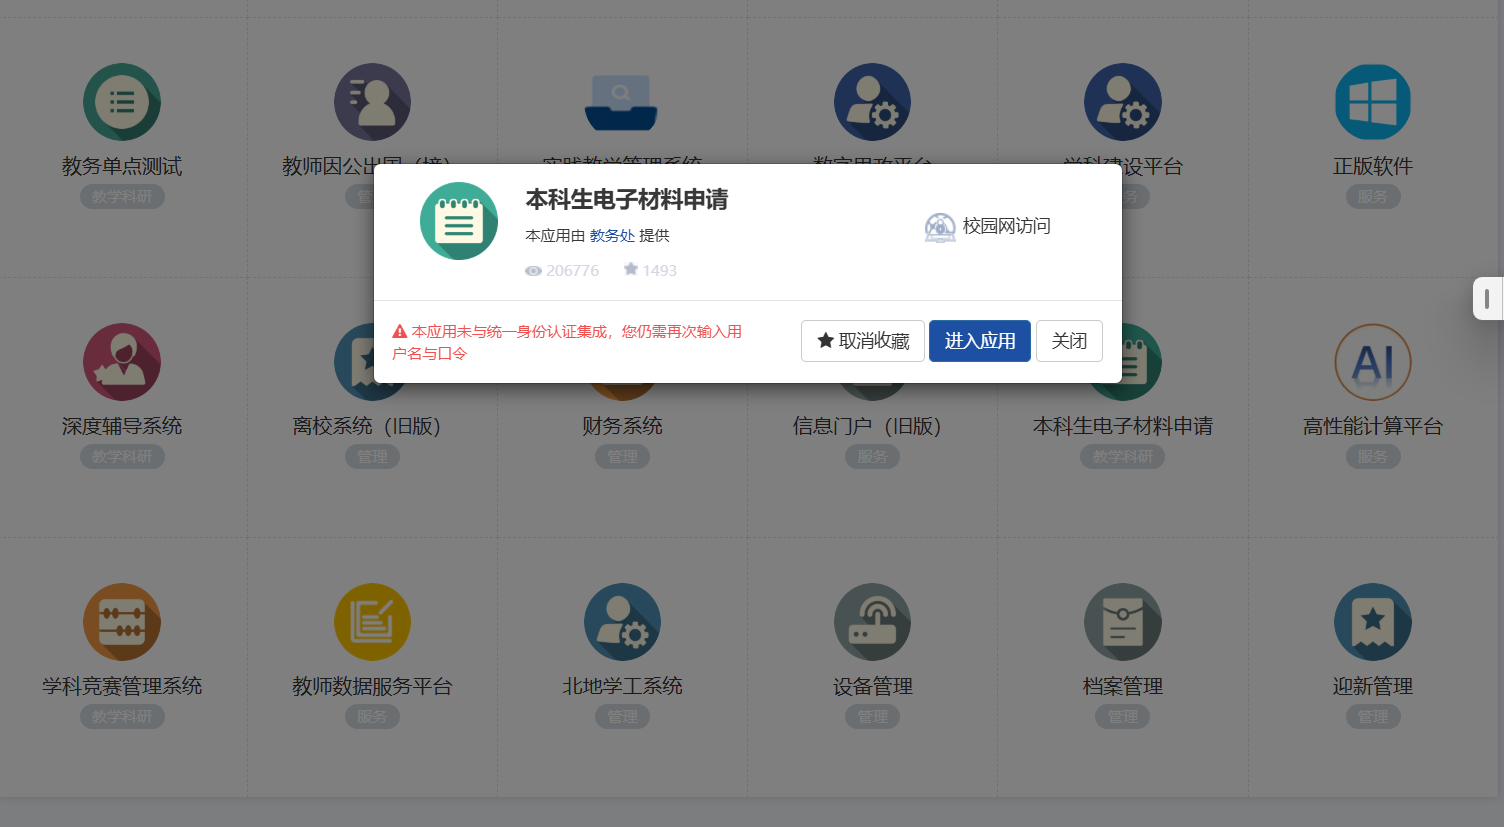 教务单点测试
教学科研
教师因公出国（境）
管
实践教学管理系统
数字思政平台
学科建设平台
务
正版软件
服务
本科生电子材料申请
本应用由 教务处 提供
206776 1493
校园网访问
本应用未与统一身份认证集成，您仍需再次输入用
户名与口令
取消收藏
进入应用
关闭
深度辅导系统
教学科研
离校系统（旧版）
管理
财务系统
管理
信息门户（旧版）
服务
本科生电子材料申请
教学科研
AI
高性能计算平台
服务
学科竞赛管理系统
教学科研
教师数据服务平台
服务
北地学工系统
管理
设备管理
管理
档案管理
管理
迎新管理
管理